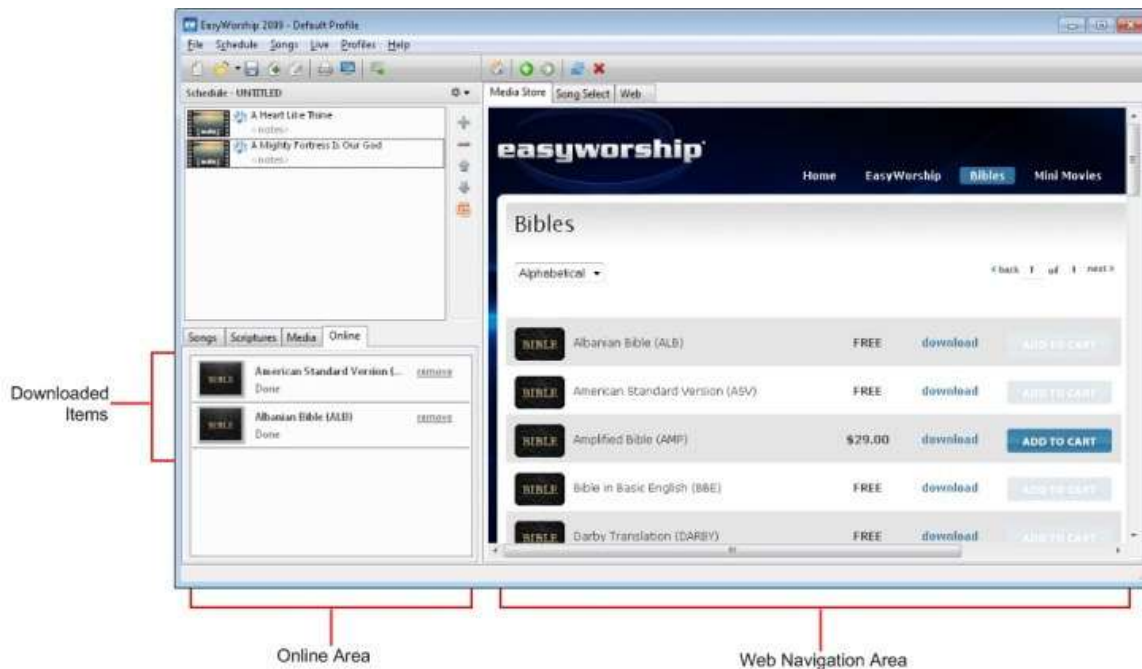 EasyWorship 2009 - Default Profile
File Schedule Songs Live Profiles Help
Schedule - UNTITLED
A Heart Like Thine
<notes>
A Mighty Fortress Is Our God
<notes>
Media Store Song Select Web
easyworship
Home EasyWorship Bibles Mini Movies
Bibles
Alphabetical
back 1 of 1 next
BIBLE Albanian Bible (ALB) FREE download ADD TO CART
BIBLE American Standard Version (ASV) FREE download ADD TO CART
BIBLE Amplified Bible (AMP) $29.00 download ADD TO CART
BIBLE Bible in Basic English (BBE) FREE download ADD TO CART
BIBLE Darby Translation (DARBY) FREE download ADD TO CART
Songs Scriptures Media Online
BIBLE American Standard Version (... remove
Done
BIBLE Albanian Bible (ALB) remove
Done
Downloaded
Items
Online Area
Web Navigation Area